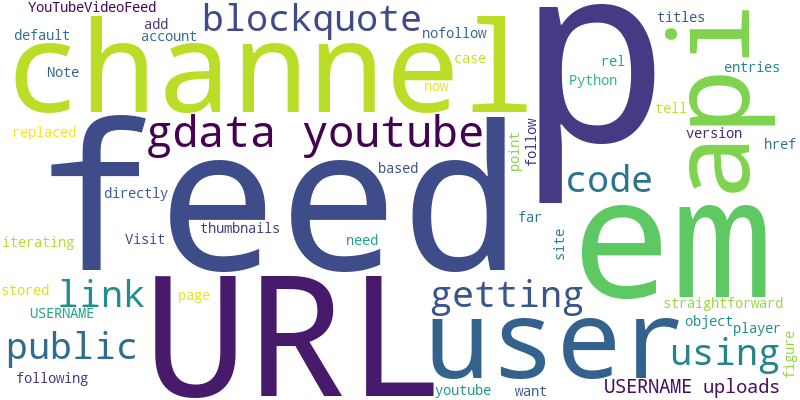 YouTubeVideoFeed
add
blockquote
p
titles
default
account
nofollow
channel
case
rel
api
Note
now
Python
entries
feed
gdata youtube
tell
replaced
point
follow
version
href
based
directly
code
em
thumbnails
far
iterating
Visit
need
site
stored
link
page
URL
getting
straightforward
USERNAME
user
object
player
public
using
figure
following
youtube
want
USERNAME uploads